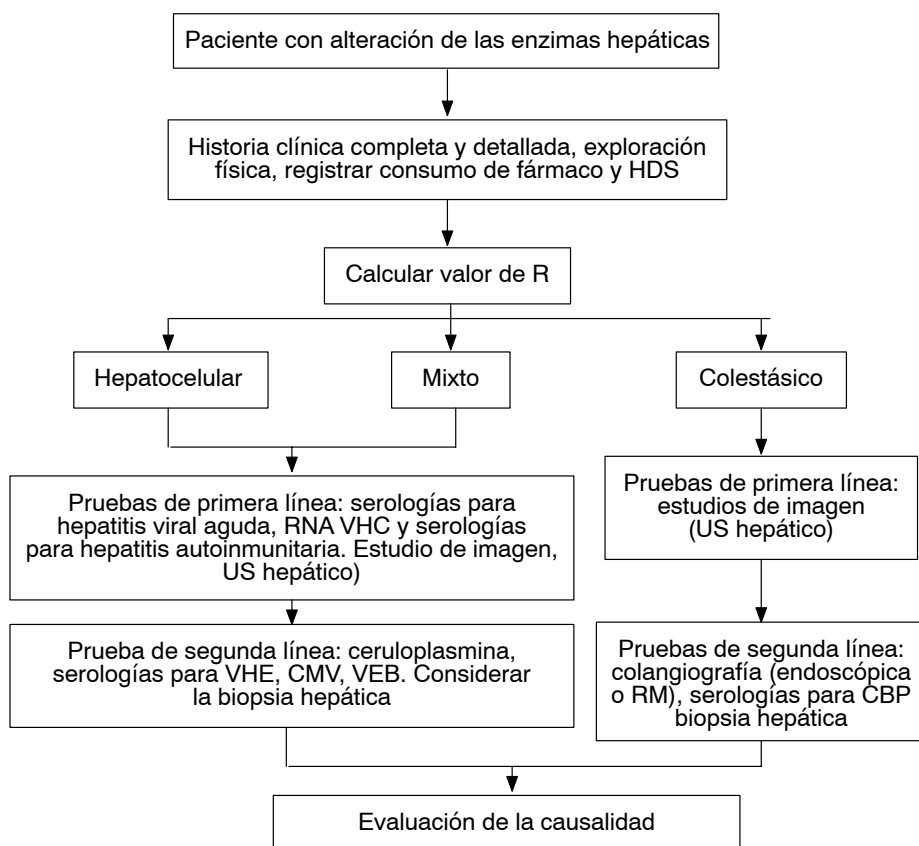 Paciente con alteración de las enzimas hepáticas
Historia clínica completa y detallada, exploración
física, registrar consumo de fármaco y HDS
Calcular valor de R
Hepatocelular
Mixto
Colestásico
Pruebas de primera línea: serologías para
hepatitis viral aguda, RNA VHC y serologías
para hepatitis autoinmunitaria. Estudio de imagen,
US hepático)
Pruebas de primera línea:
estudios de imagen
(US hepático)
Prueba de segunda línea: ceruloplasmina,
serologías para VHE, CMV, VEB. Considerar
la biopsia hepática
Pruebas de segunda línea:
colangiografía (endoscópica
o RM), serologías para CBP
biopsia hepática
Evaluación de la causalidad